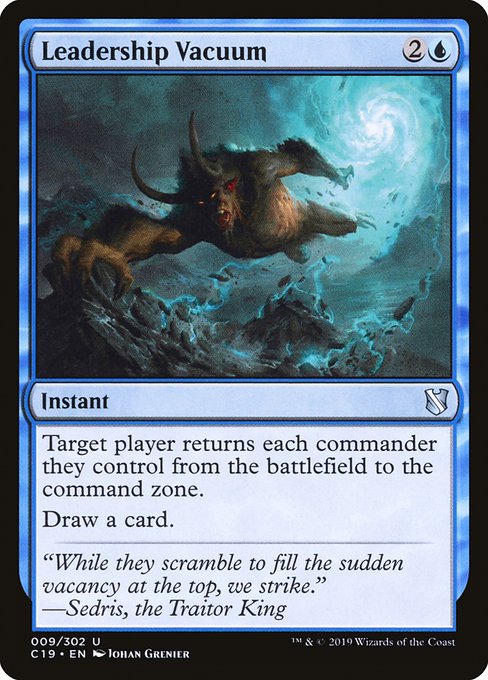 Leadership Vacuum 2
Instant
Target player returns each commander
they control from the battlefield to the
command zone.
Draw a card.
“While they scramble to fill the sudden
vacancy at the top, we strike.”
—Sedris, the Traitor King
009/302 U
C19 • EN Johan Grenier
™ & © 2019 Wizards of the Coast